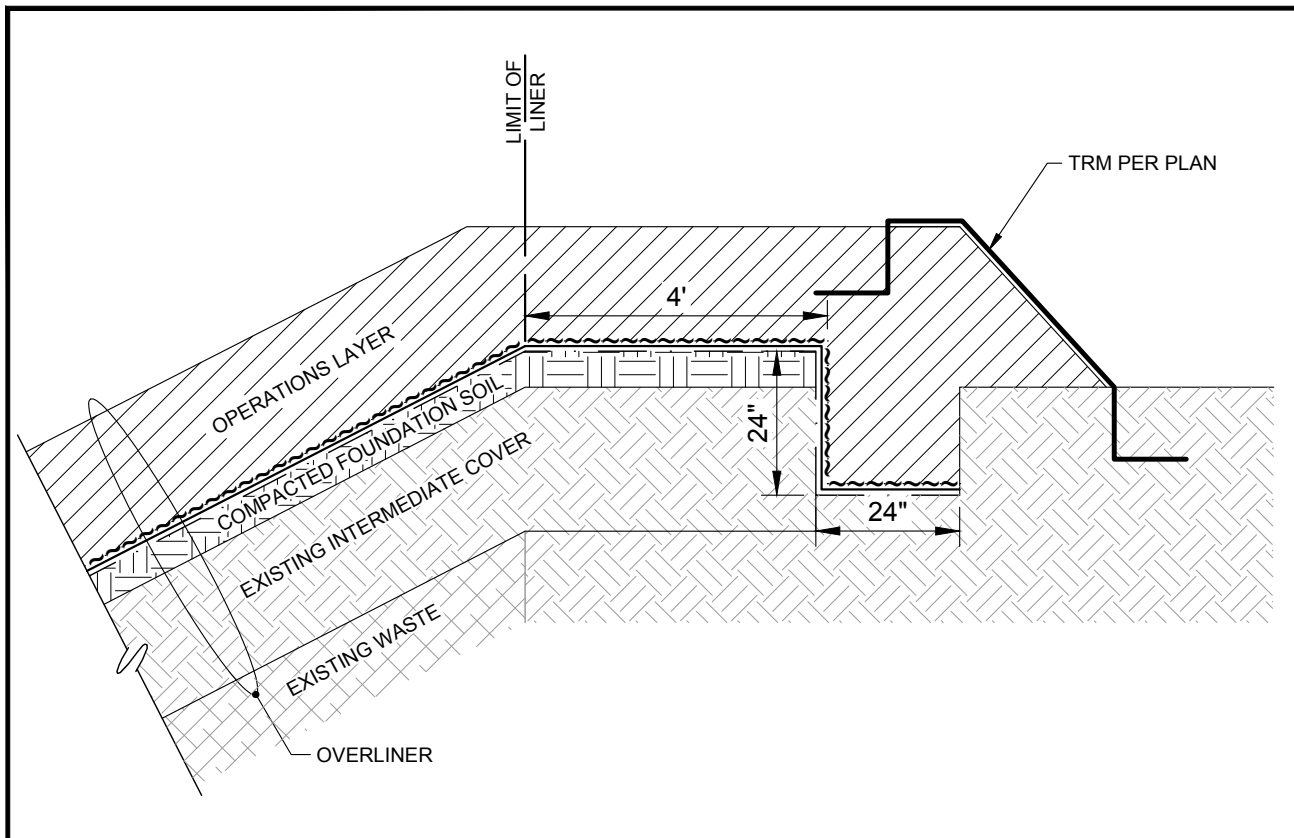 LIMIT OF
LINER
TRM PER PLAN
4'
OPERATIONS LAYER
COMPACTED FOUNDATION SOIL
24"
EXISTING INTERMEDIATE COVER
24"
EXISTING WASTE
OVERLINER